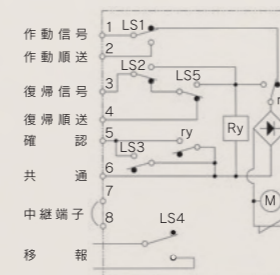 作動信号 1 LS1
作動順送 2
LS2
復帰信号 3 LS5
復帰順送 4
Ry
確認 5 ry
LS3
共通 6
7
M
中継端子 8
LS4
移報